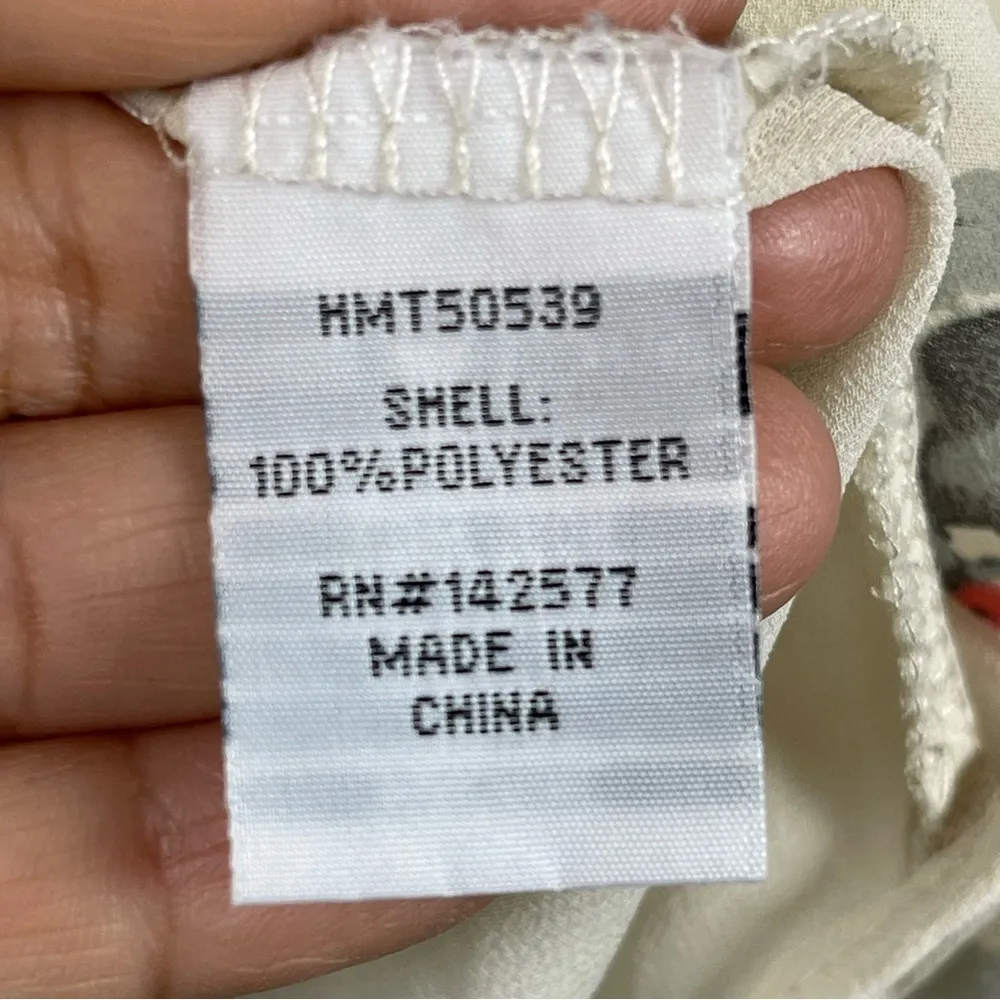 HMT50539
SHELL:
100%POLYESTER
RN#142577
MADE IN
CHINA